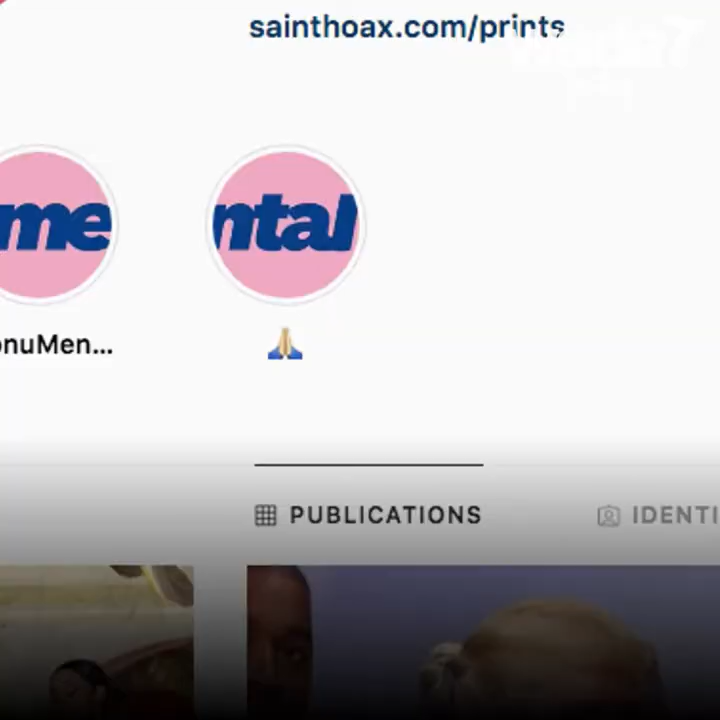 sainthoax.com/prints
me
ntal
onuMen...
PUBLICATIONS
IDENTI